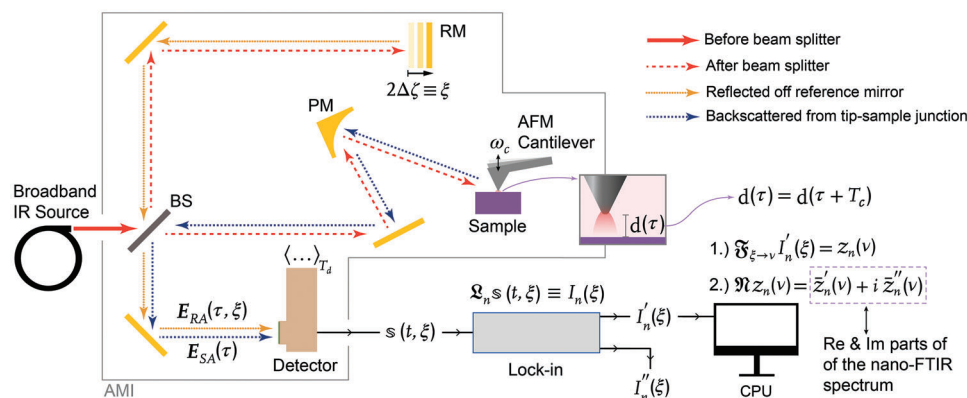 RM
2Δζ ≡ ξ
PM
ω_c
AFM
Cantilever
Sample
Broadband
IR Source
BS
Before beam splitter
After beam splitter
Reflected off reference mirror
Backscattered from tip-sample junction
d(τ)
d(τ) = d(τ + T_c)
⟨…⟩_{T_d}
E_{RA}(τ, ξ)
E_{SA}(τ)
Detector
AMI
𝕤(t, ξ)
𝕷_n 𝕤(t, ξ) ≡ I_n(ξ)
Lock-in
I'_n(ξ)
I''_n(ξ)
CPU
1.) 𝕱_{ξ→ν} I'_n(ξ) = z_n(ν)
2.) 𝕹 z_n(ν) = z̄'_n(ν) + i z̄''_n(ν)
Re & Im parts of
of the nano-FTIR
spectrum